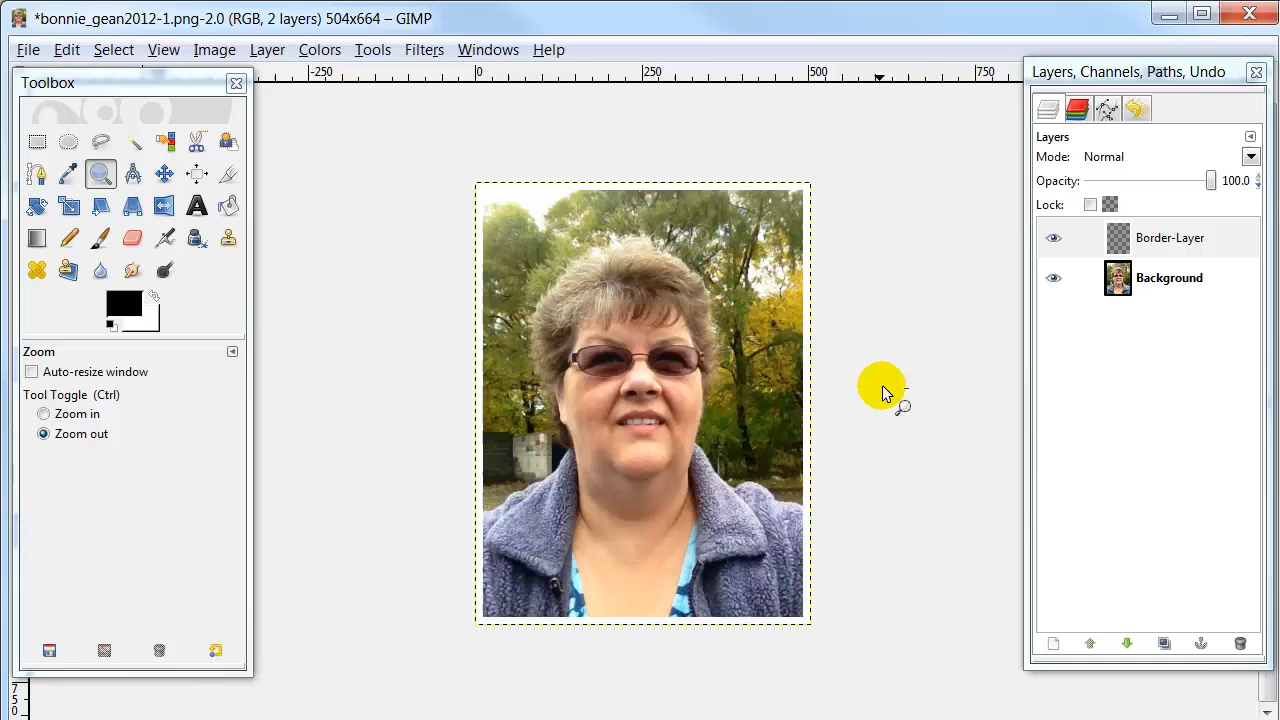 *bonnie_gean2012-1.png-2.0 (RGB, 2 layers) 504x664 – GIMP
File Edit Select View Image Layer Colors Tools Filters Windows Help
Toolbox
-250 0 250 500 750
Layers, Channels, Paths, Undo
Layers
Mode: Normal
Opacity: 100.0
Lock:
Border-Layer
Background
Zoom
Auto-resize window
Tool Toggle (Ctrl)
Zoom in
Zoom out
750